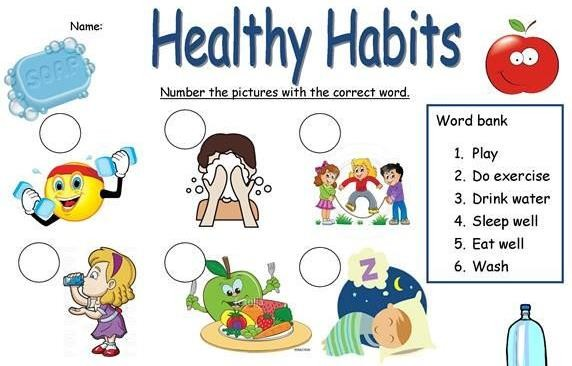 Name:
Healthy Habits
SOAP
Number the pictures with the correct word.
Word bank
1. Play
2. Do exercise
3. Drink water
4. Sleep well
5. Eat well
6. Wash
Z